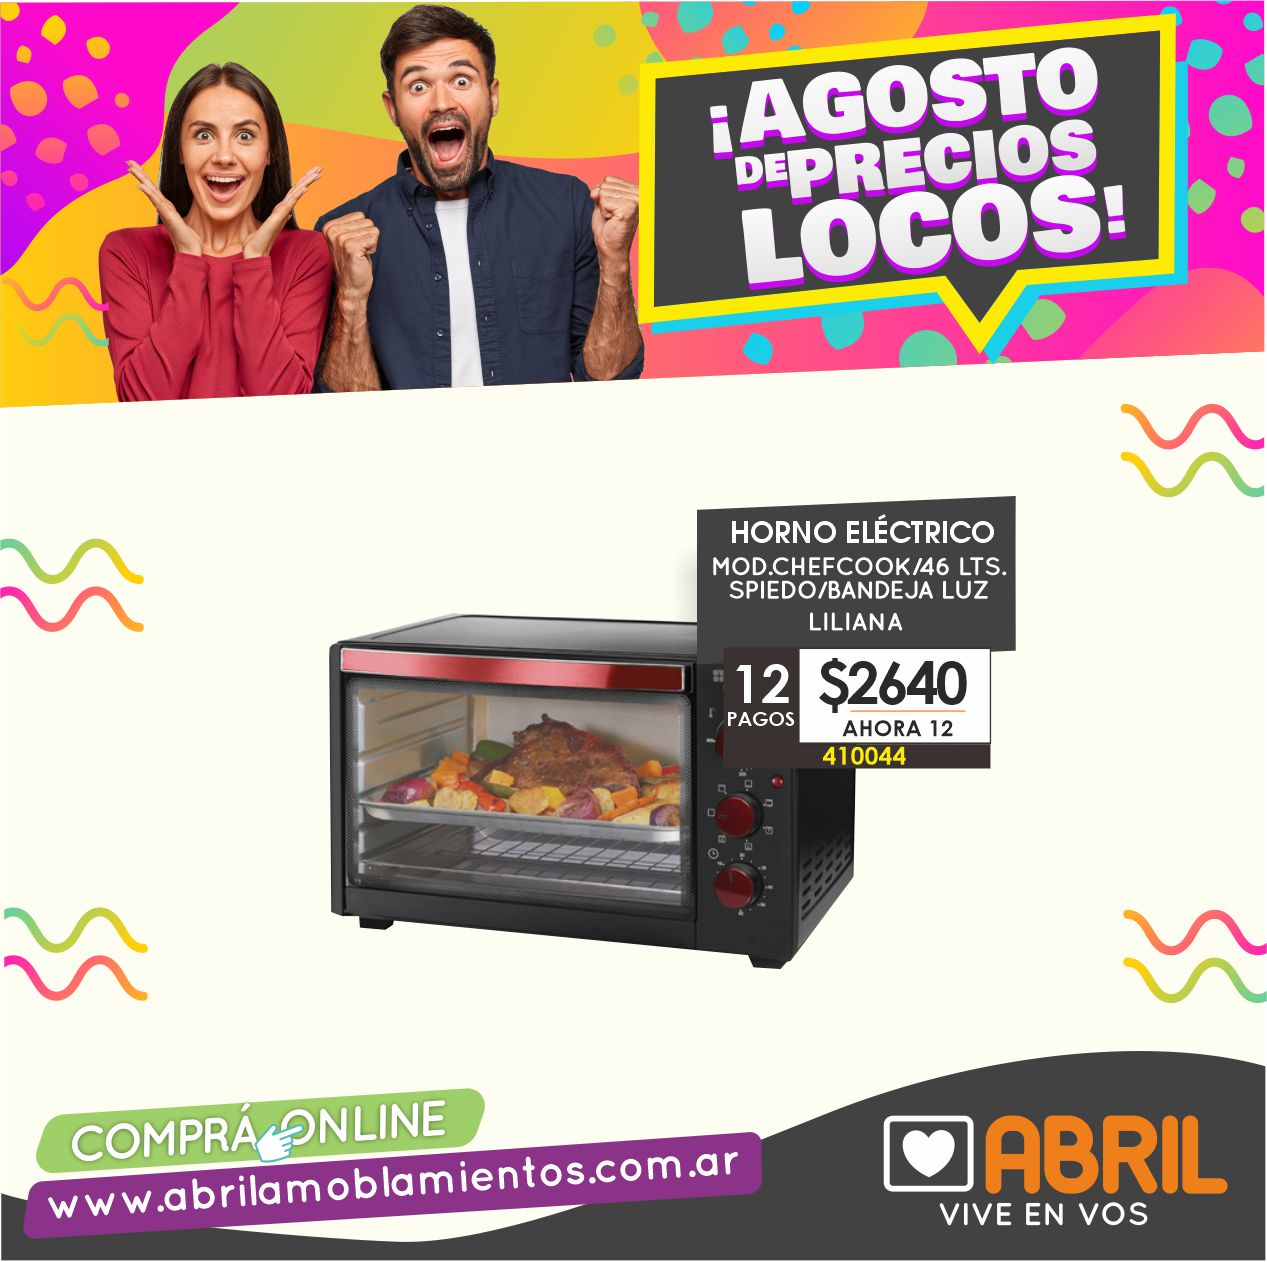 ¡AGOSTO
DE PRECIOS
LOCOS!
HORNO ELÉCTRICO
MOD.CHEFCOOK/46 LTS.
SPIEDO/BANDEJA LUZ
LILIANA
12
PAGOS
$2640
AHORA 12
410044
COMPRÁ ONLINE
www.abrilamoblamientos.com.ar
ABRIL
VIVE EN VOS